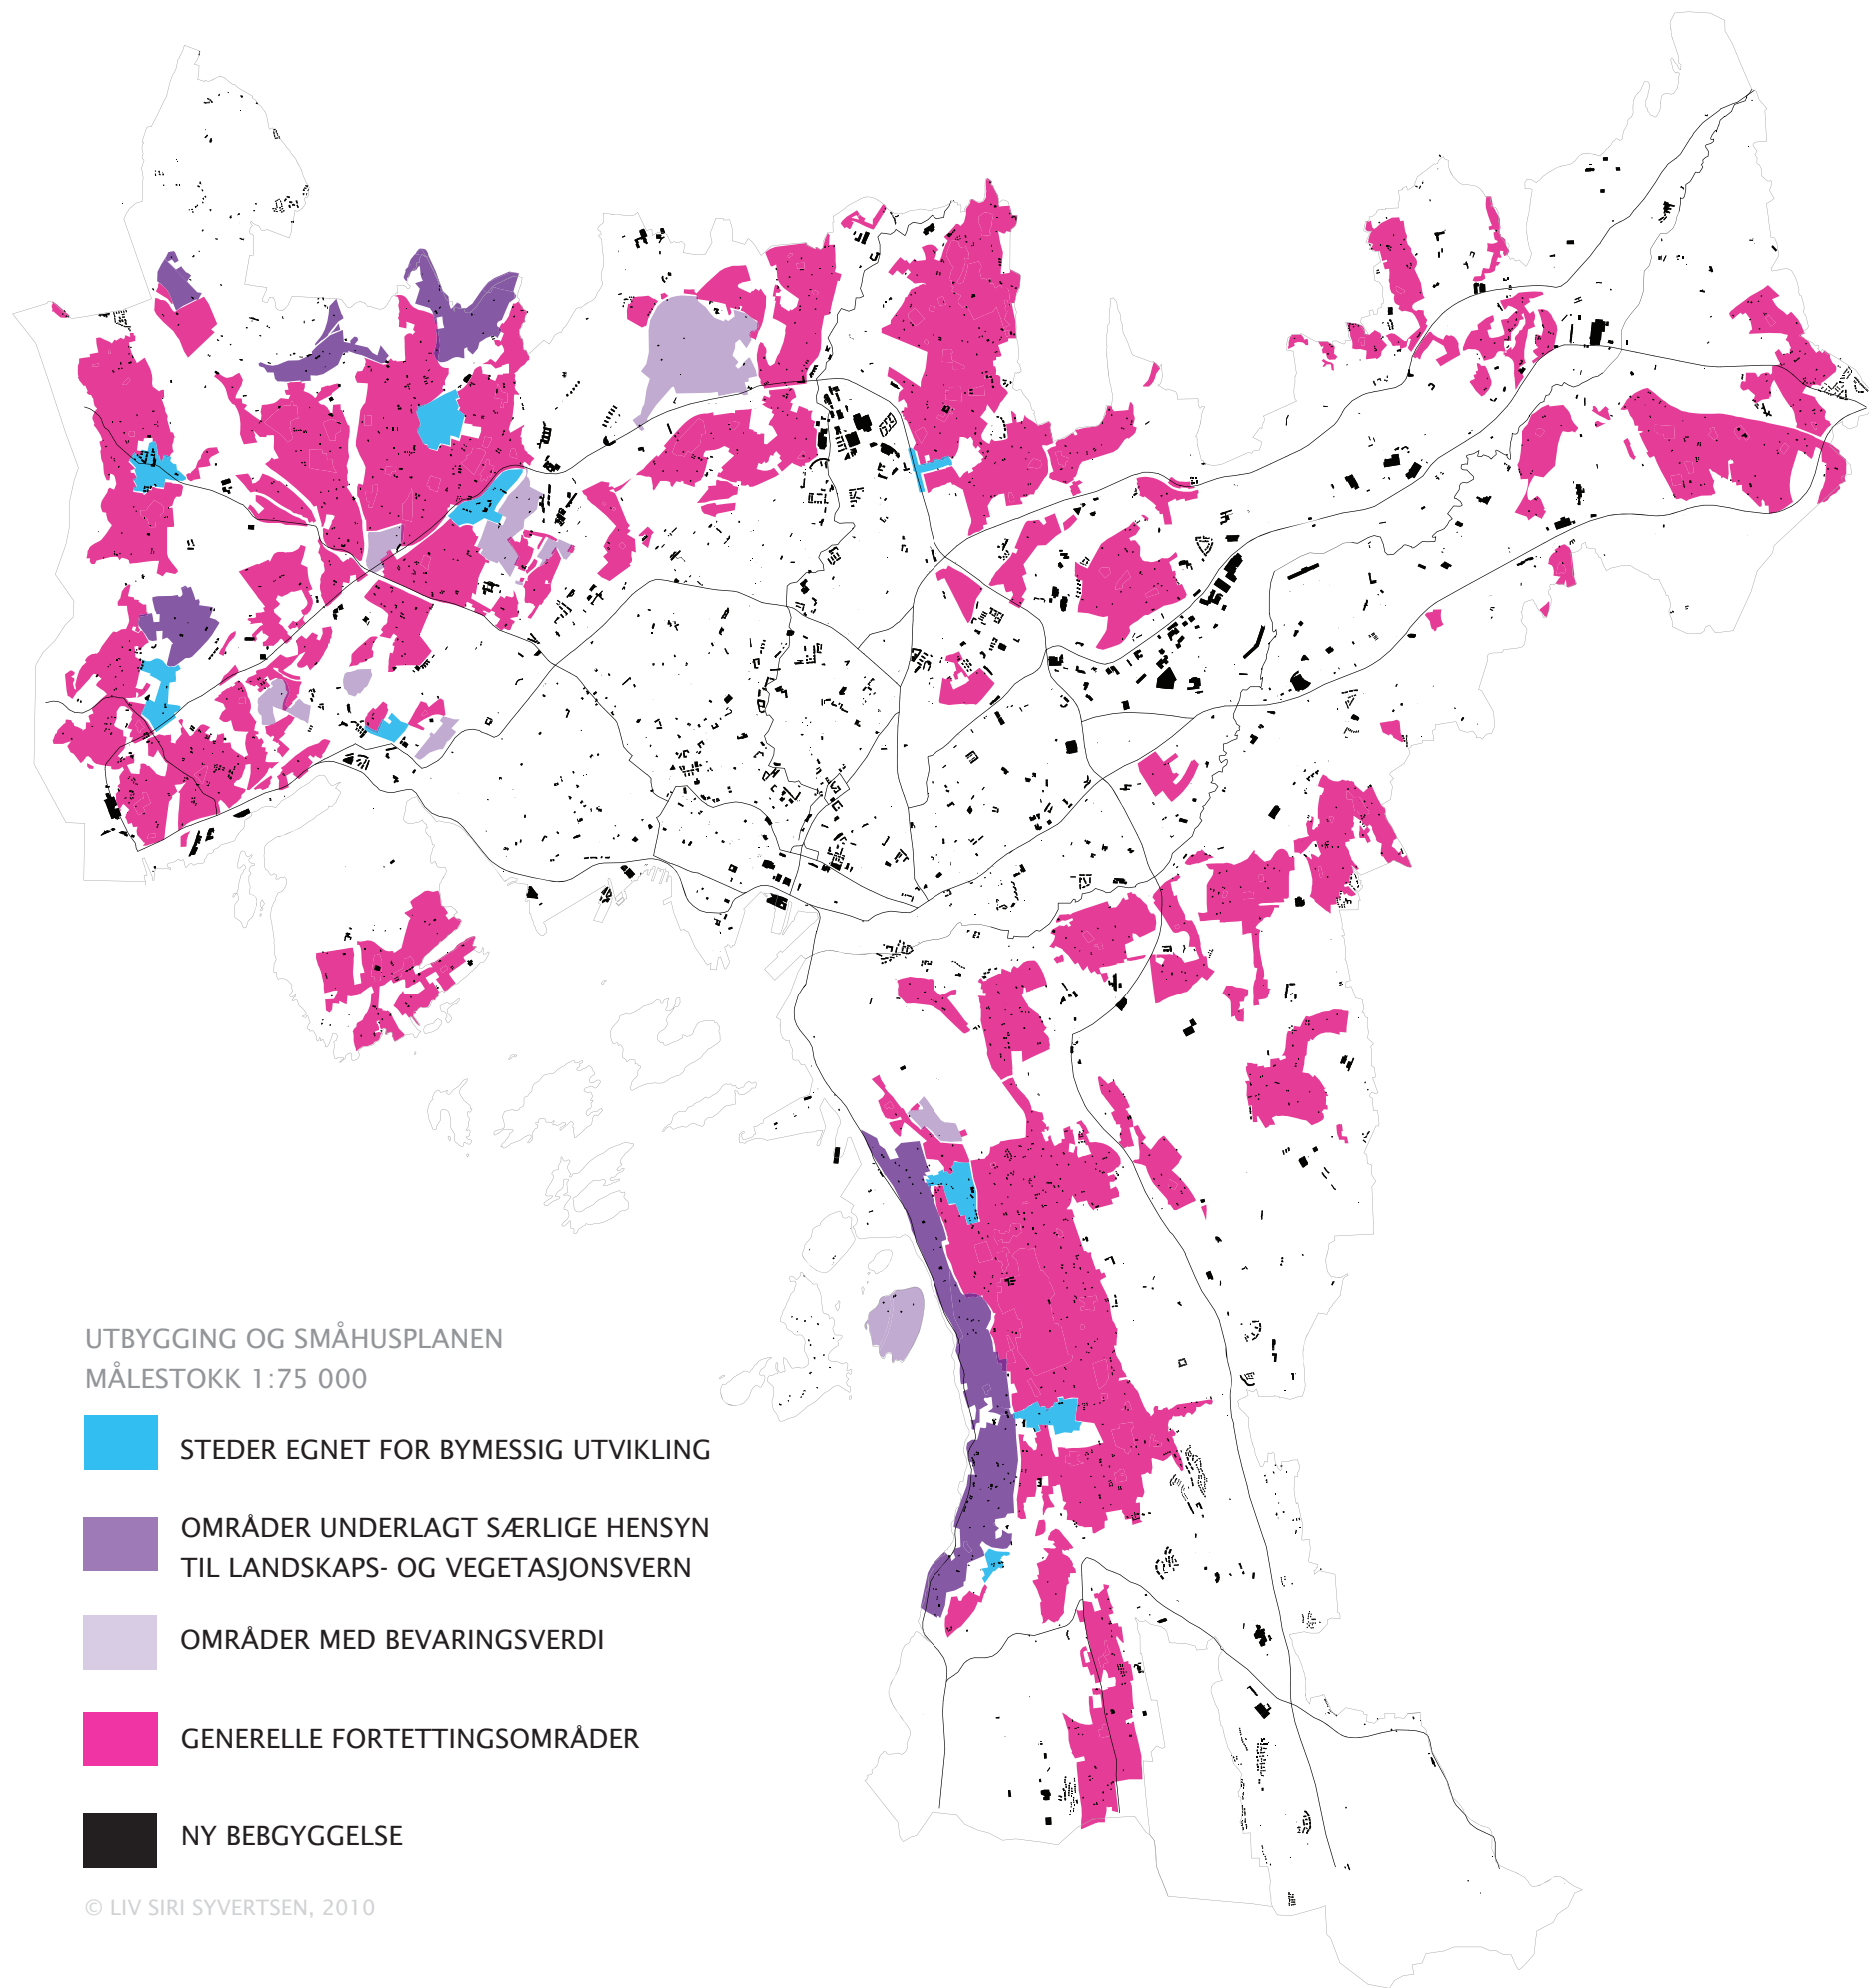 UTBYGGING OG SMÅHUSPLANEN
MÅLESTOKK 1:75 000
STEDER EGNET FOR BYMESSIG UTVIKLING
OMRÅDER UNDERLAGT SÆRLIGE HENSYN
TIL LANDSKAPS- OG VEGETASJONSVERN
OMRÅDER MED BEVARINGSVERDI
GENERELLE FORTETTINGSOMRÅDER
NY BEBGYGGELSE
© LIV SIRI SYVERTSEN, 2010